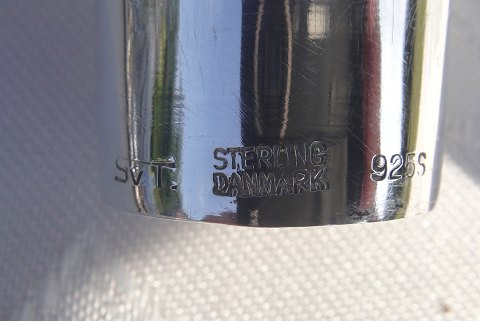 SvT. STERLING 925S
DANMARK